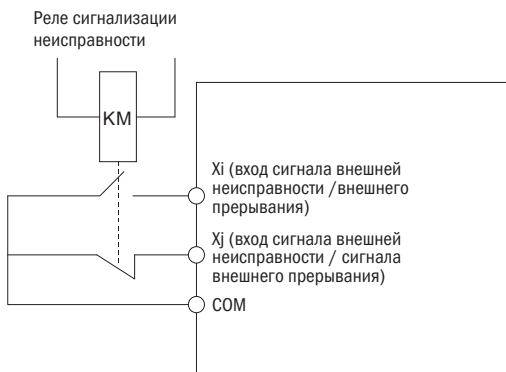 Реле сигнализации
неисправности
КМ
Xi (вход сигнала внешней
неисправности /внешнего
прерывания)
Xj (вход сигнала внешней
неисправности / сигнала
внешнего прерывания)
COM